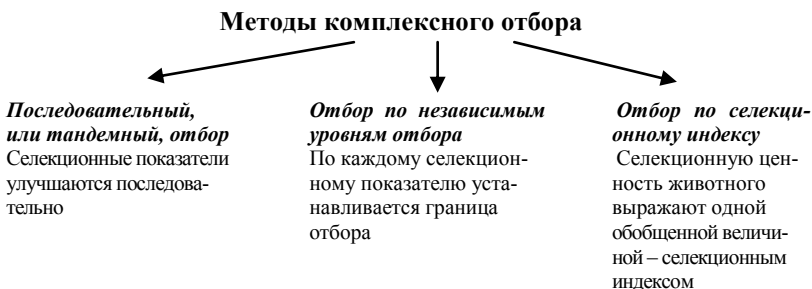 Методы комплексного отбора
Последовательный,
или тандемный, отбор
Селекционные показатели
улучшаются последова-
тельно
Отбор по независимым
уровням отбора
По каждому селекцион-
ному показателю уста-
навливается граница
отбора
Отбор по селекци-
онному индексу
Селекционную цен-
ность животного
выражают одной
обобщенной величи-
ной – селекционным
индексом